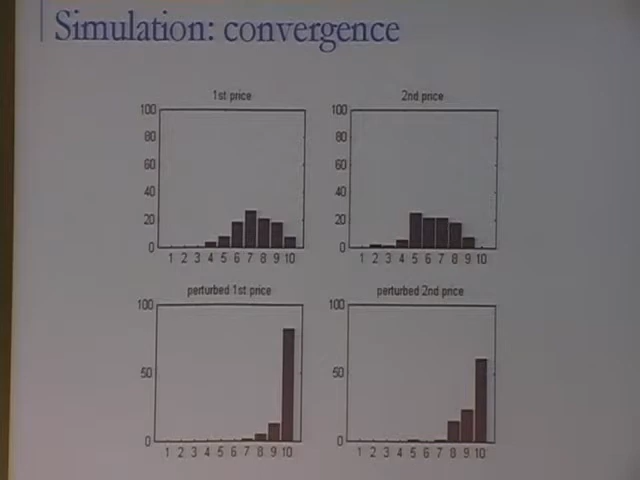 Simulation: convergence
1st price
100
80
60
40
20
0
1 2 3 4 5 6 7 8 9 10
2nd price
100
80
60
40
20
0
1 2 3 4 5 6 7 8 9 10
perturbed 1st price
100
50
0
1 2 3 4 5 6 7 8 9 10
perturbed 2nd price
100
50
0
1 2 3 4 5 6 7 8 9 10